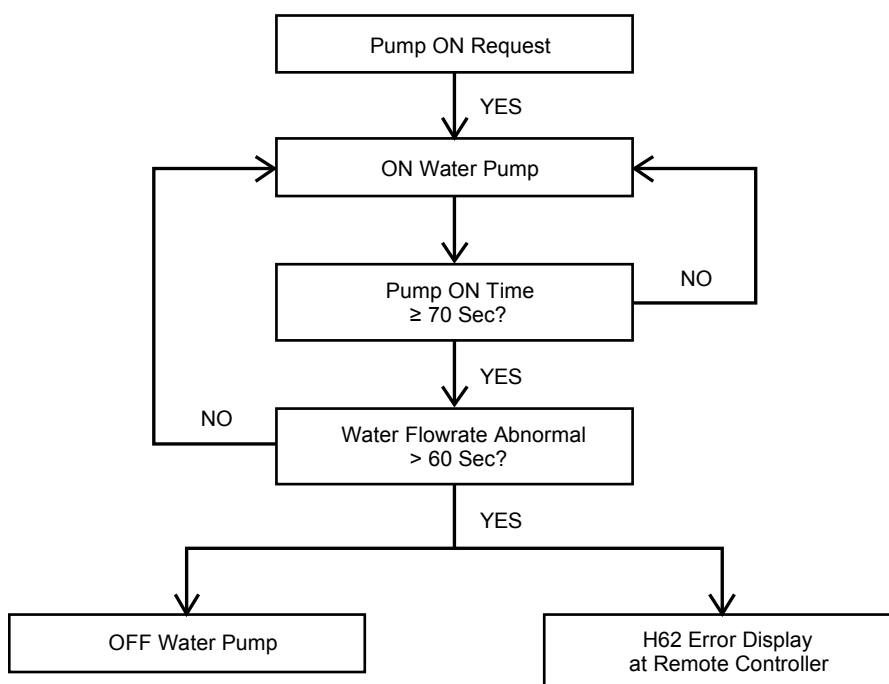 Pump ON Request
YES
ON Water Pump
Pump ON Time
≥ 70 Sec?
NO
YES
NO
Water Flowrate Abnormal
> 60 Sec?
YES
OFF Water Pump
H62 Error Display
at Remote Controller